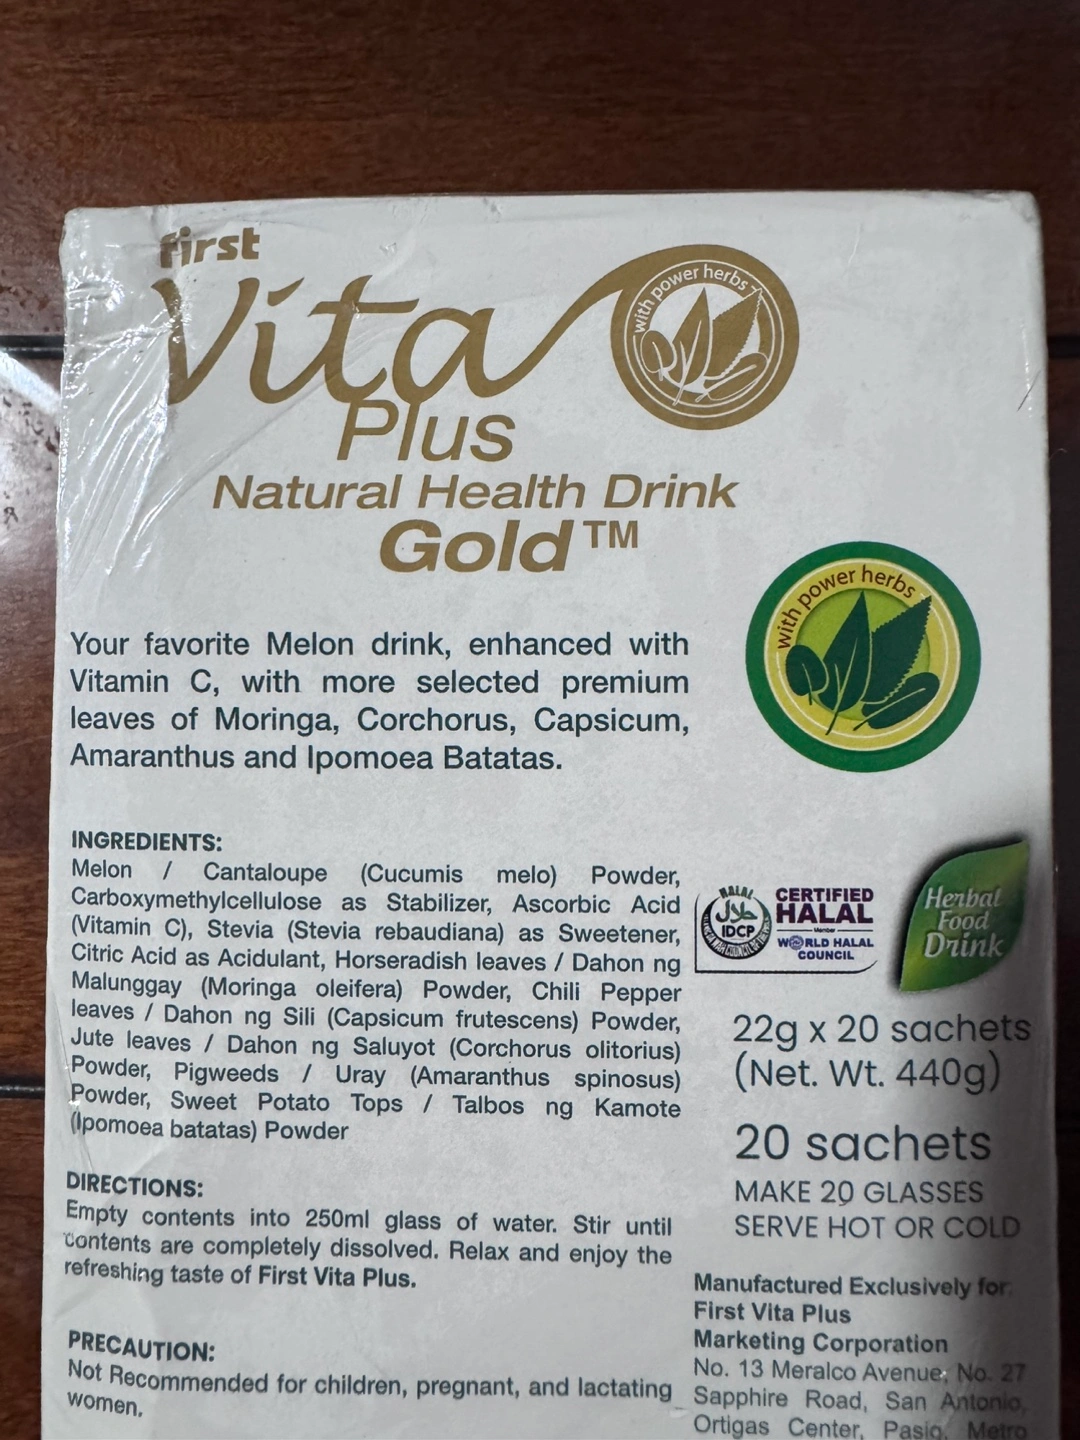 first
Vita
Plus
with power herbs
Natural Health Drink
Gold™
with power herbs
Your favorite Melon drink, enhanced with
Vitamin C, with more selected premium
leaves of Moringa, Corchorus, Capsicum,
Amaranthus and Ipomoea Batatas.
INGREDIENTS:
Melon / Cantaloupe (Cucumis melo) Powder,
Carboxymethylcellulose as Stabilizer, Ascorbic Acid
(Vitamin C), Stevia (Stevia rebaudiana) as Sweetener,
Citric Acid as Acidulant, Horseradish leaves / Dahon ng
Malunggay (Moringa oleifera) Powder, Chili Pepper
leaves / Dahon ng Sili (Capsicum frutescens) Powder,
Jute leaves / Dahon ng Saluyot (Corchorus olitorius)
Powder, Pigweeds / Uray (Amaranthus spinosus)
Powder, Sweet Potato Tops / Talbos ng Kamote
(Ipomoea batatas) Powder
DIRECTIONS:
Empty contents into 250ml glass of water. Stir until
contents are completely dissolved. Relax and enjoy the
refreshing taste of First Vita Plus.
PRECAUTION:
Not Recommended for children, pregnant, and lactating
women.
HALAL
حلال
IDCP
CERTIFIED
HALAL
Member
WORLD HALAL
COUNCIL
Herbal
Food
Drink
22g x 20 sachets
(Net. Wt. 440g)
20 sachets
MAKE 20 GLASSES
SERVE HOT OR COLD
Manufactured Exclusively for:
First Vita Plus
Marketing Corporation
No. 13 Meralco Avenue, No. 27
Sapphire Road, San Antonio,
Ortigas Center, Pasig, Metro